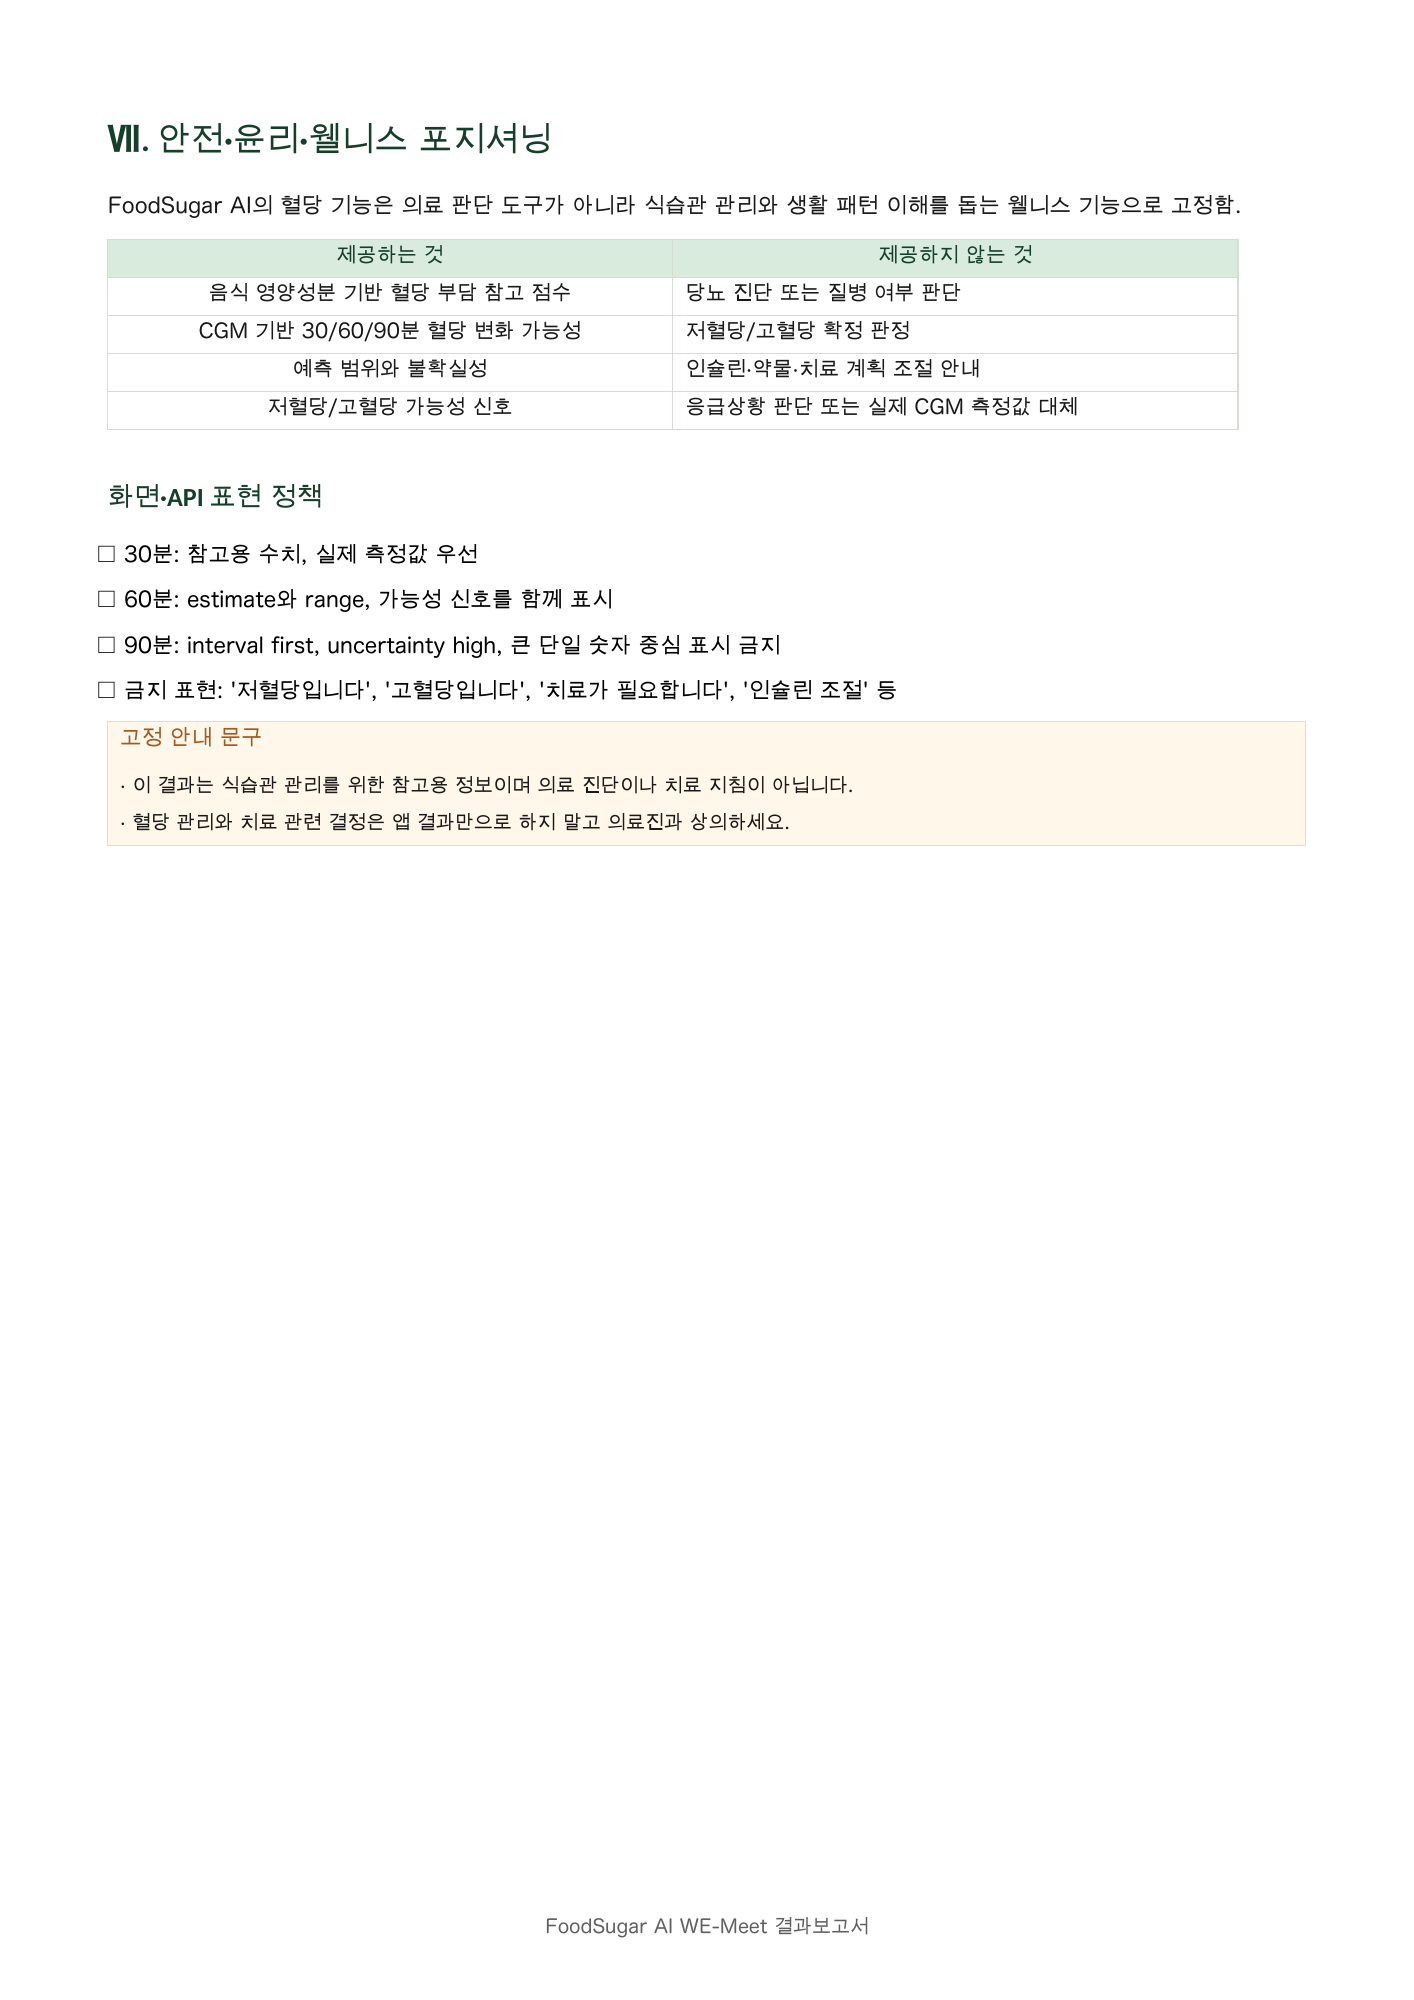 Ⅶ. 안전·윤리·웰니스 포지셔닝
FoodSugar AI의 혈당 기능은 의료 판단 도구가 아니라 식습관 관리와 생활 패턴 이해를 돕는 웰니스 기능으로 고정함.
제공하는 것 제공하지 않는 것
음식 영양성분 기반 혈당 부담 참고 점수 당뇨 진단 또는 질병 여부 판단
CGM 기반 30/60/90분 혈당 변화 가능성 저혈당/고혈당 확정 판정
예측 범위와 불확실성 인슐린·약물·치료 계획 조절 안내
저혈당/고혈당 가능성 신호 응급상황 판단 또는 실제 CGM 측정값 대체
화면·API 표현 정책
□ 30분: 참고용 수치, 실제 측정값 우선
□ 60분: estimate와 range, 가능성 신호를 함께 표시
□ 90분: interval first, uncertainty high, 큰 단일 숫자 중심 표시 금지
□ 금지 표현: '저혈당입니다', '고혈당입니다', '치료가 필요합니다', '인슐린 조절' 등
고정 안내 문구
· 이 결과는 식습관 관리를 위한 참고용 정보이며 의료 진단이나 치료 지침이 아닙니다.
· 혈당 관리와 치료 관련 결정은 앱 결과만으로 하지 말고 의료진과 상의하세요.
FoodSugar AI WE-Meet 결과보고서